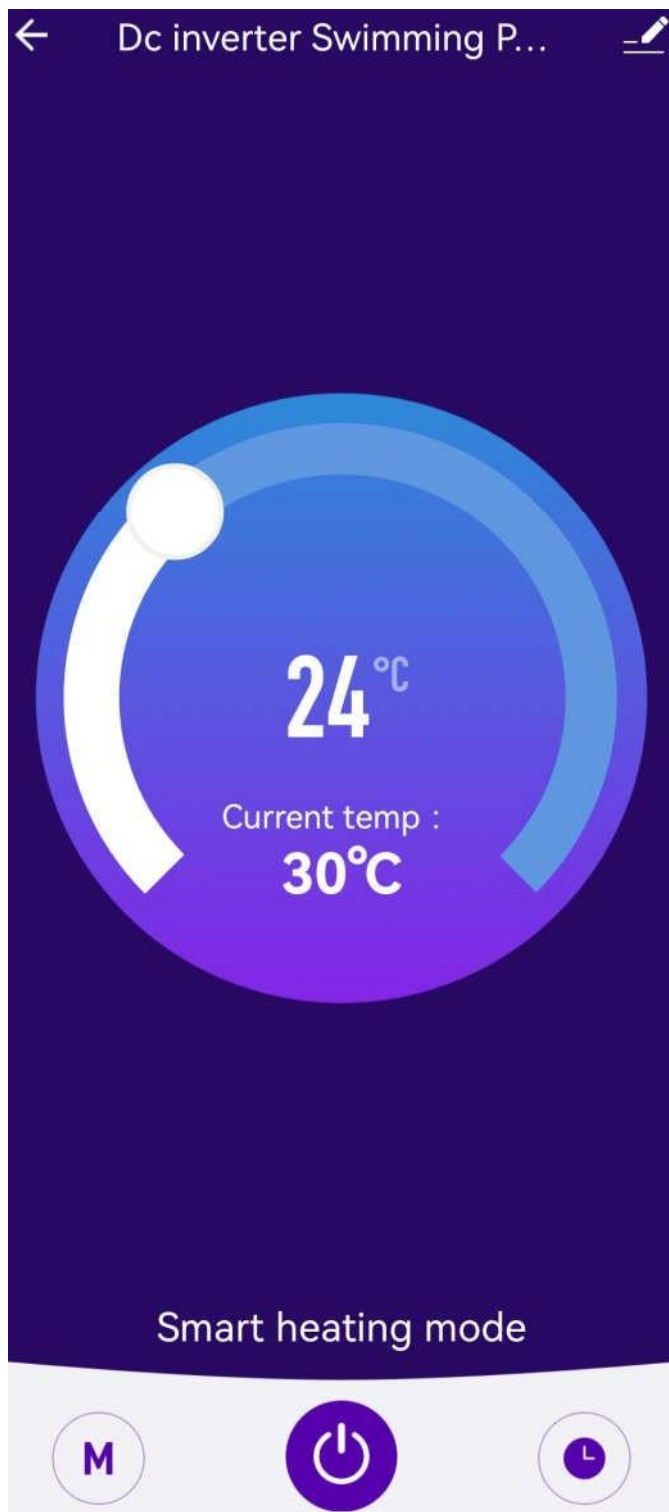 Dc inverter Swimming P...
24 °C
Current temp :
30°C
Smart heating mode
M